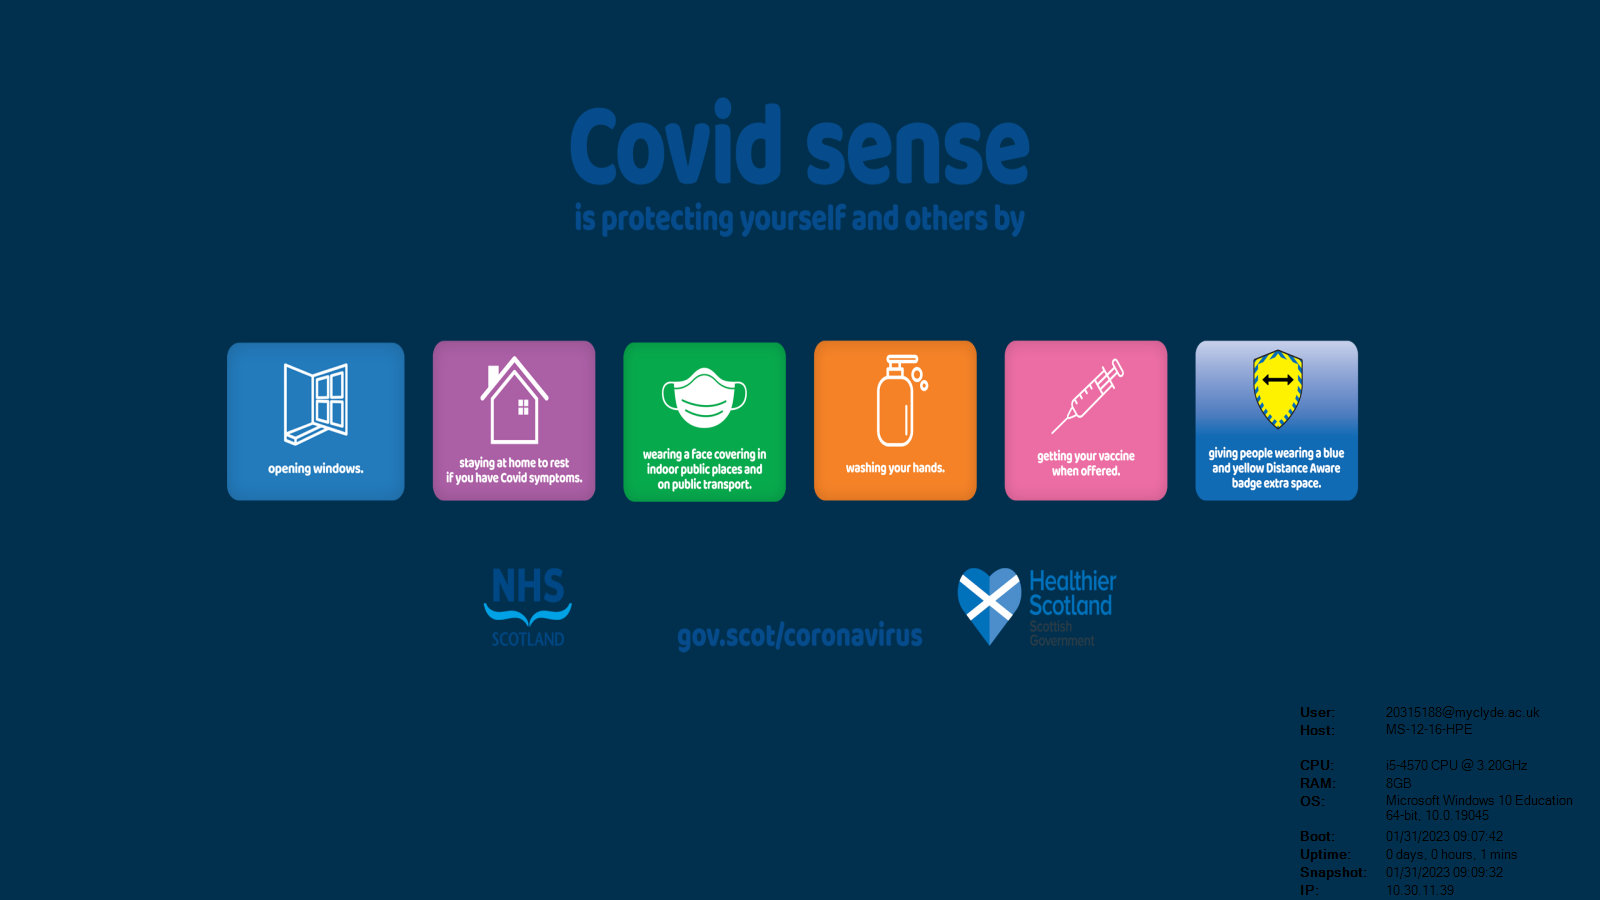 Covid sense
is protecting yourself and others by
opening windows.
staying at home to rest
if you have Covid symptoms.
wearing a face covering in
indoor public places and
on public transport.
washing your hands.
getting your vaccine
when offered.
giving people wearing a blue
and yellow Distance Aware
badge extra space.
NHS
SCOTLAND
gov.scot/coronavirus
Healthier
Scotland
Scottish
Government
User: 20315188@myclyde.ac.uk
Host: MS-12-16-HPE
CPU: i5-4570 CPU @ 3.20GHz
RAM: 8GB
OS: Microsoft Windows 10 Education
64-bit, 10.0.19045
Boot: 01/31/2023 09:07:42
Uptime: 0 days, 0 hours, 1 mins
Snapshot: 01/31/2023 09:09:32
IP: 10.30.11.39